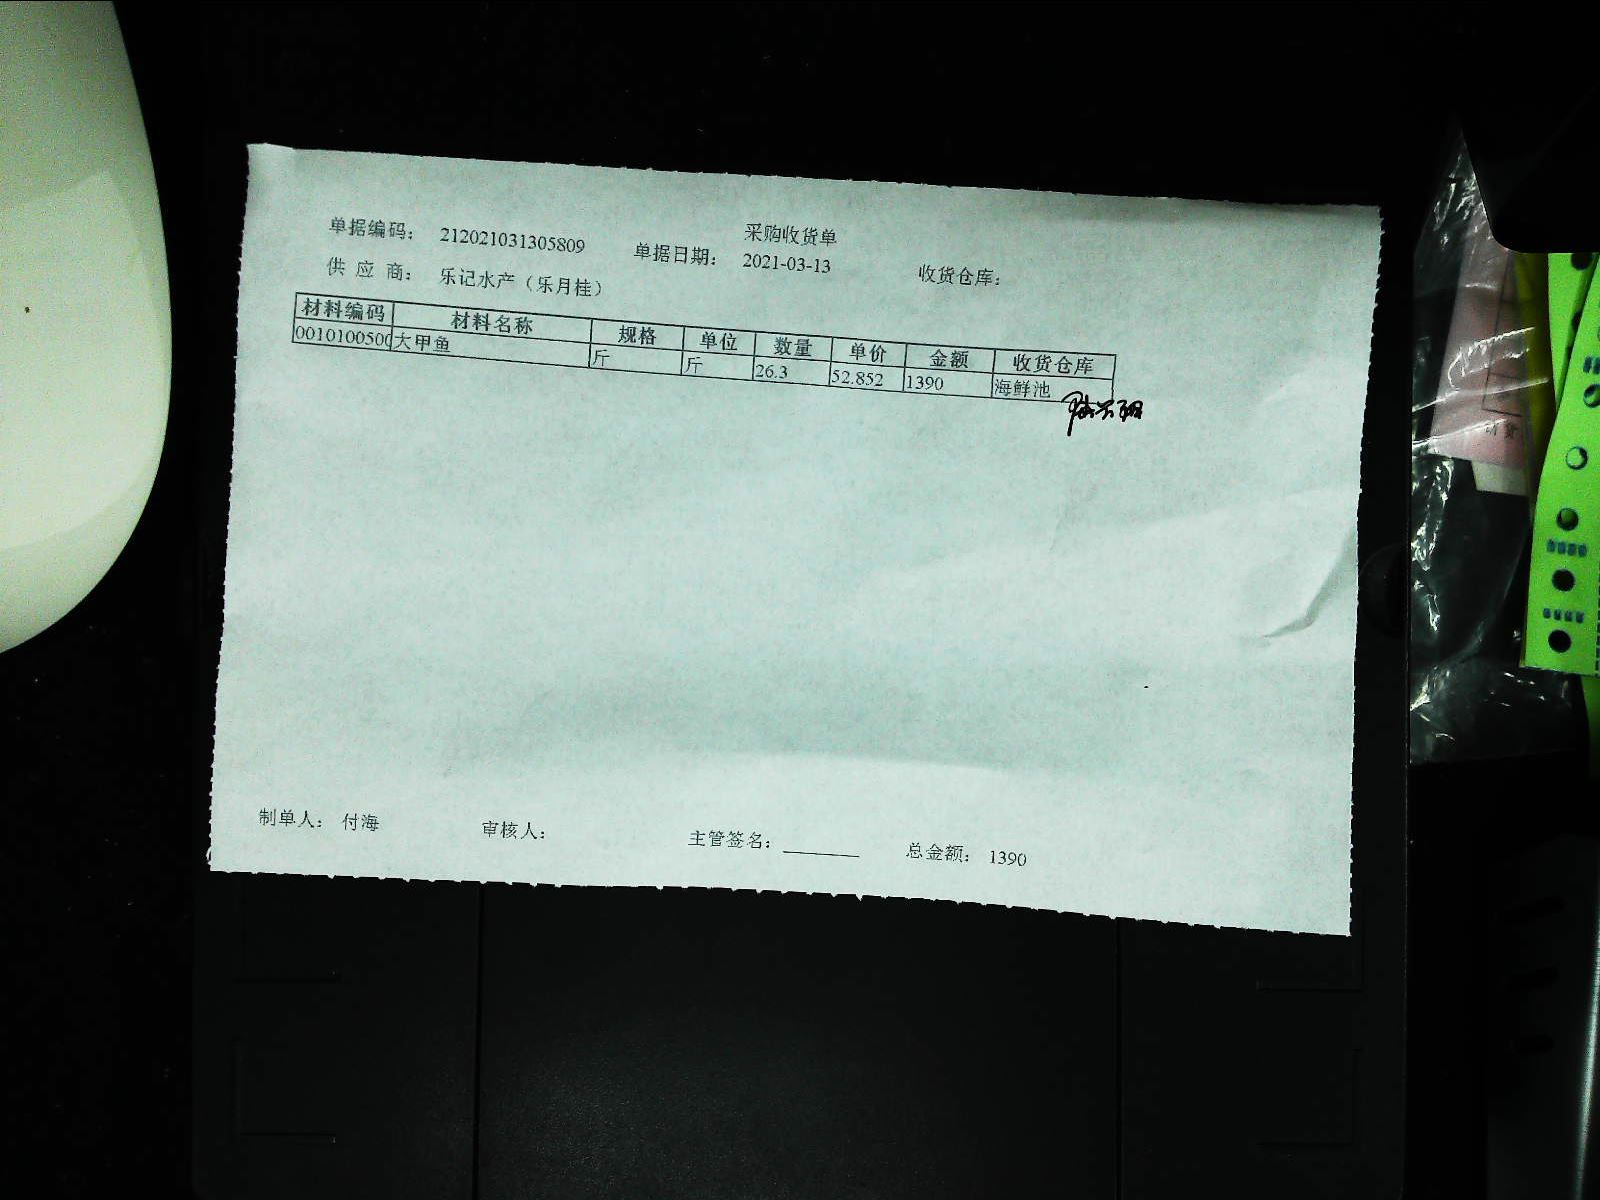 采购收货单
单据编码： 212021031305809 单据日期： 2021-03-13 收货仓库：
供 应 商： 乐记水产（乐月桂）
材料编码 材料名称 规格 单位 数量 单价 金额 收货仓库
0010100500 大甲鱼 斤 斤 26.3 52.852 1390 海鲜池
制单人： 付海 审核人： 主管签名： 总金额： 1390